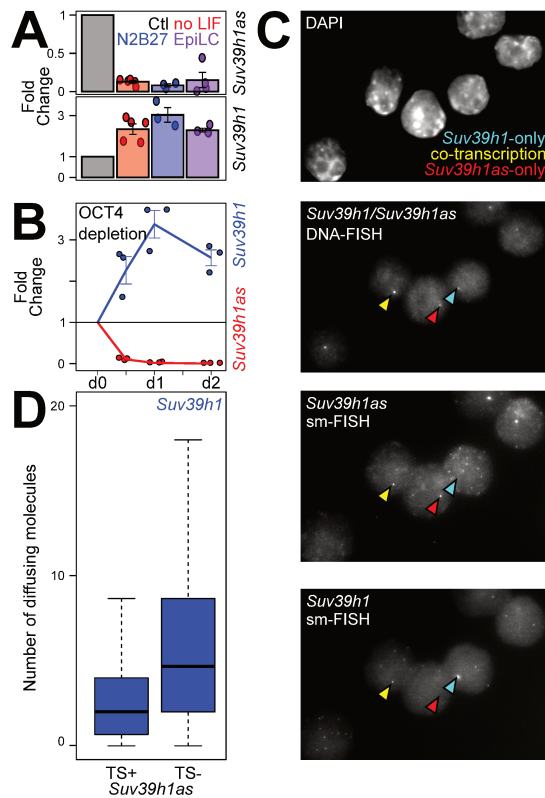 A
Ctl no LIF
N2B27 EpiLC
Fold
Change
1
0
Suv39h1as
3
1
0
Suv39h1
B
OCT4
depletion
Fold
Change
3
1
0
d0
d1
d2
Suv39h1
Suv39h1as
C
DAPI
Suv39h1-only
co-transcription
Suv39h1as-only
Suv39h1/Suv39h1as
DNA-FISH
Suv39h1as
sm-FISH
Suv39h1
sm-FISH
D
Suv39h1
Number of diffusing molecules
20
10
0
TS+
TS-
Suv39h1as